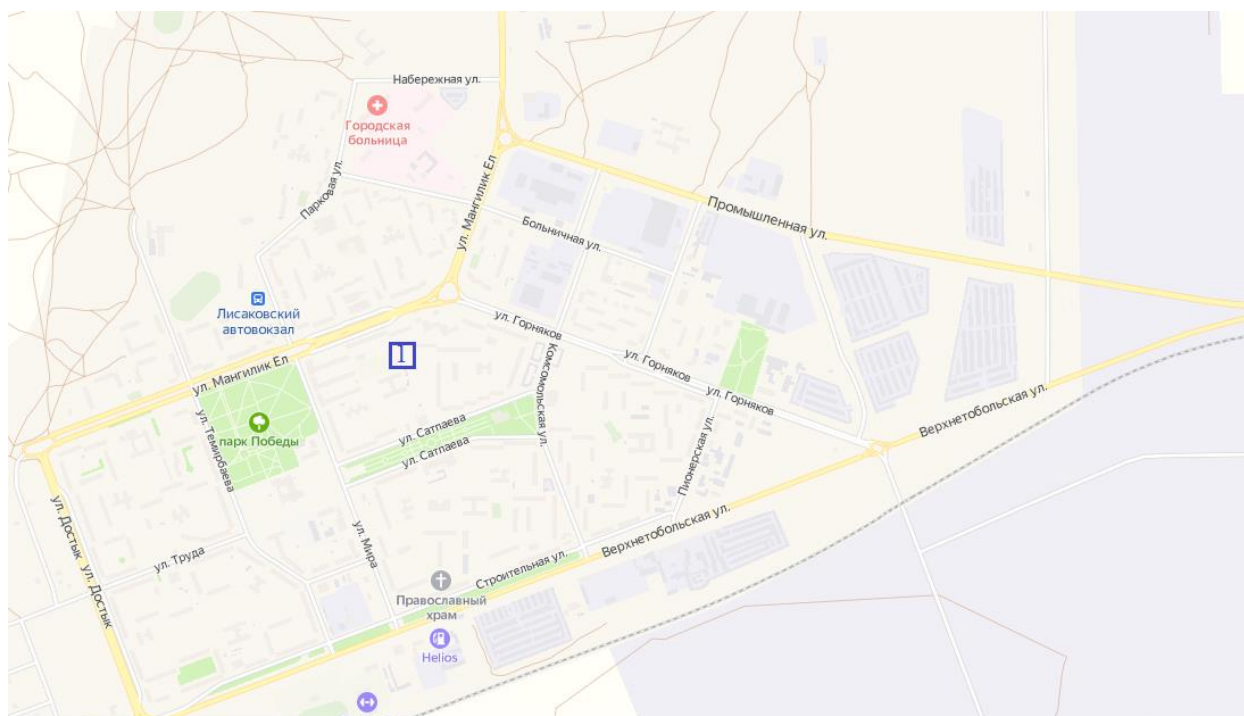 Набережная ул.
Городская
больница
Парковая ул.
ул. Мангилик Ел
Промышленная ул.
Больничная ул.
Лисаковский
автовокзал
ул. Горняков
1
Комсомольская ул.
ул. Горняков
ул. Мангилик Ел
ул. Горняков
Верхнетобольская ул.
ул. Темирбаева
парк Победы
ул. Сатпаева
ул. Сатпаева
Пионерская ул.
ул. Достык
ул. Мира
Верхнетобольская ул.
ул. Труда
Строительная ул.
ул. Достык
Православный
храм
Helios